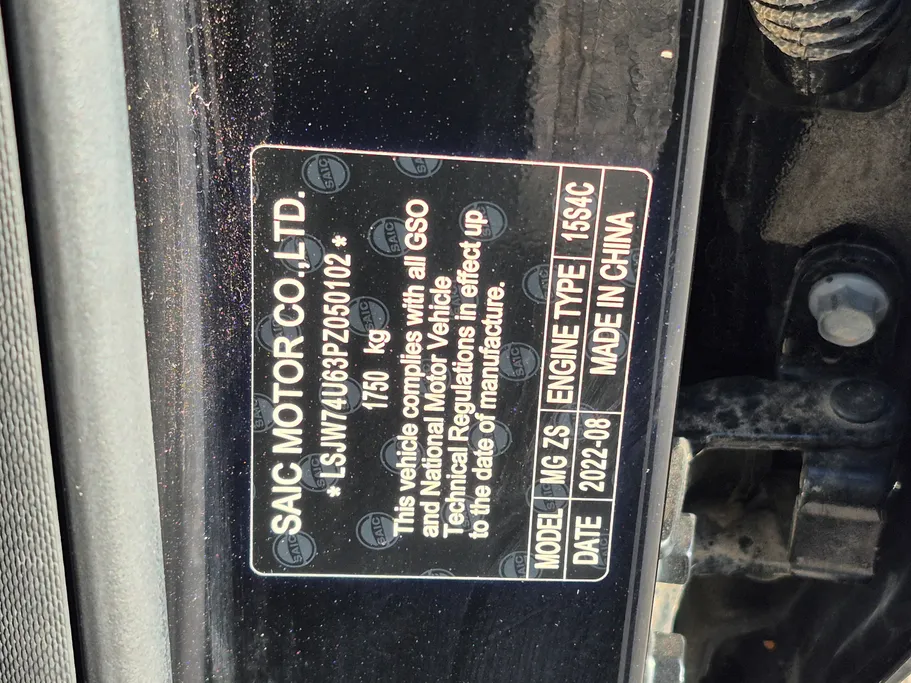 SAIC MOTOR CO.,LTD.
*LSJW74U63PZ050102*
1750 kg
This vehicle complies with all GSO
and National Motor Vehicle
Technical Regulations in effect up
to the date of manufacture.
MODEL MG ZS ENGINE TYPE 15S4C
DATE 2022-08 MADE IN CHINA